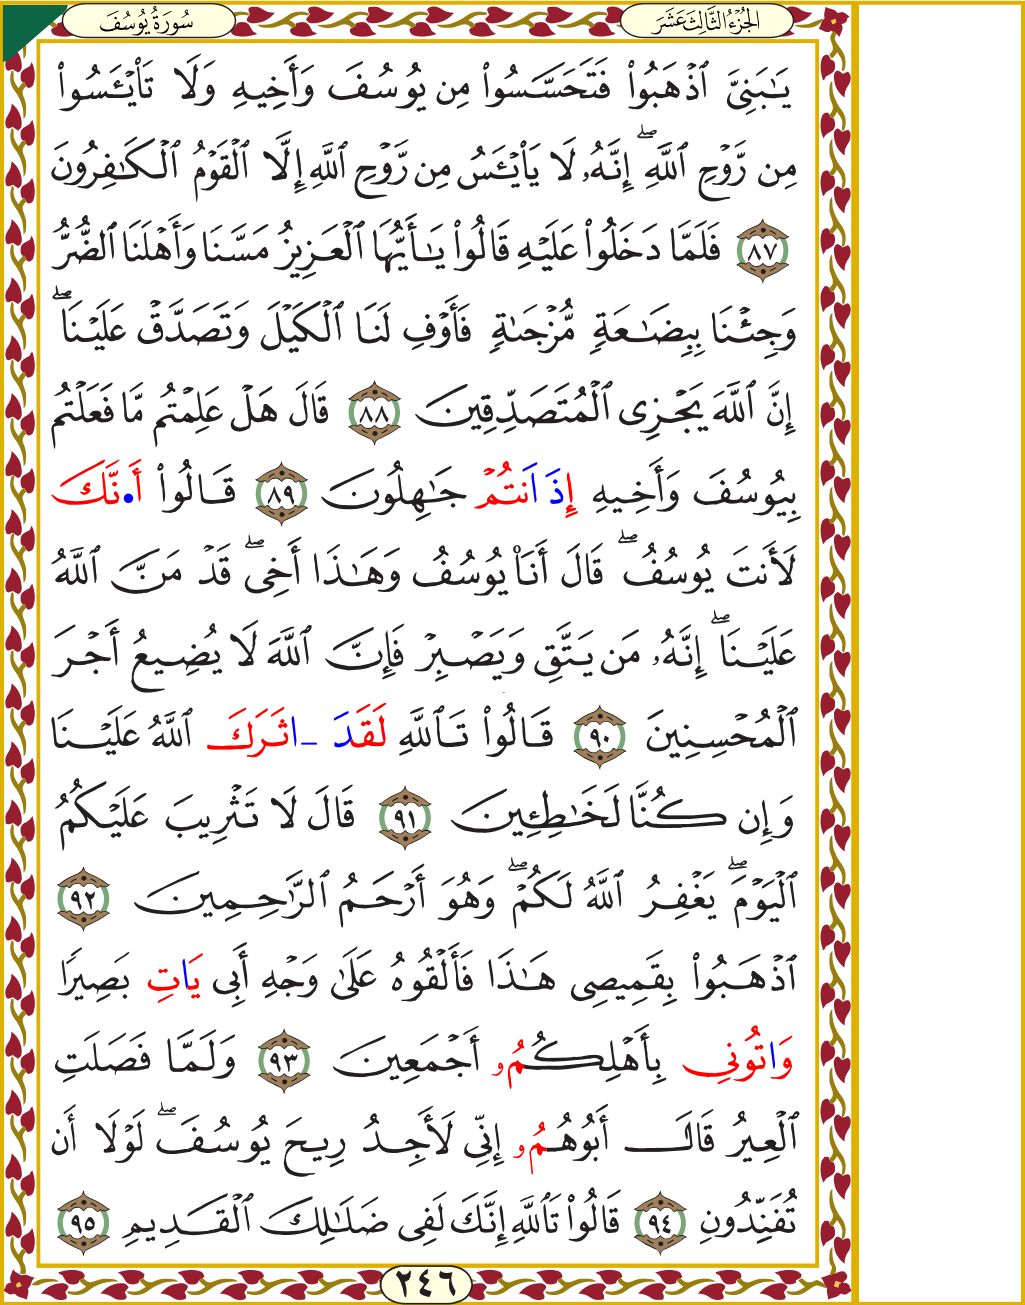 الجُزْءُ الثَّالِثَ عَشَرَ
سُورَةُ يُوسُفَ
يَٰبَنِيَّ ٱذْهَبُواْ فَتَحَسَّسُواْ مِن يُوسُفَ وَأَخِيهِ وَلَا تَاْيْـَٔسُواْ
مِن رَّوْحِ ٱللَّهِۖ إِنَّهُۥ لَا يَاْيْـَٔسُ مِن رَّوْحِ ٱللَّهِ إِلَّا ٱلْقَوْمُ ٱلْكَٰفِرُونَ
٨٧ فَلَمَّا دَخَلُواْ عَلَيْهِ قَالُواْ يَٰٓأَيُّهَا ٱلْعَزِيزُ مَسَّنَا وَأَهْلَنَا ٱلضُّرُّ
وَجِئْنَا بِبِضَٰعَةٍ مُّزْجَىٰةٍ فَأَوْفِ لَنَا ٱلْكَيْلَ وَتَصَدَّقْ عَلَيْنَاۖ
إِنَّ ٱللَّهَ يَجْزِي ٱلْمُتَصَدِّقِينَ ٨٨ قَالَ هَلْ عَلِمْتُم مَّا فَعَلْتُم
بِيُوسُفَ وَأَخِيهِ إِذَ اَنتُمْ جَٰهِلُونَ ٨٩ قَالُواْ أَ۬نَّكَ
لَأَنتَ يُوسُفُۖ قَالَ أَنَا۠ يُوسُفُ وَهَٰذَا أَخِيۖ قَدْ مَنَّ ٱللَّهُ
عَلَيْنَاۖ إِنَّهُۥ مَن يَتَّقِ وَيَصْبِرْ فَإِنَّ ٱللَّهَ لَا يُضِيعُ أَجْرَ
ٱلْمُحْسِنِينَ ٩٠ قَالُواْ تَٱللَّهِ لَقَدَ ـاثَرَكَ ٱللَّهُ عَلَيْنَا
وَإِن كُنَّا لَخَٰطِـِٔينَ ٩١ قَالَ لَا تَثْرِيبَ عَلَيْكُمُ
ٱلْيَوْمَۖ يَغْفِرُ ٱللَّهُ لَكُمْۖ وَهُوَ أَرْحَمُ ٱلرَّٰحِمِينَ ٩٢
ٱذْهَبُواْ بِقَمِيصِي هَٰذَا فَأَلْقُوهُ عَلَىٰ وَجْهِ أَبِي يَاتِ بَصِيرًا
وَاتُونِي بِأَهْلِكُمُۥ أَجْمَعِينَ ٩٣ وَلَمَّا فَصَلَتِ
ٱلْعِيرُ قَالَ أَبُوهُمُۥ إِنِّي لَأَجِدُ رِيحَ يُوسُفَۖ لَوْلَا أَن
تُفَنِّدُونِ ٩٤ قَالُواْ تَٱللَّهِ إِنَّكَ لَفِي ضَلَٰلِكَ ٱلْقَدِيمِ ٩٥
٢٤٦